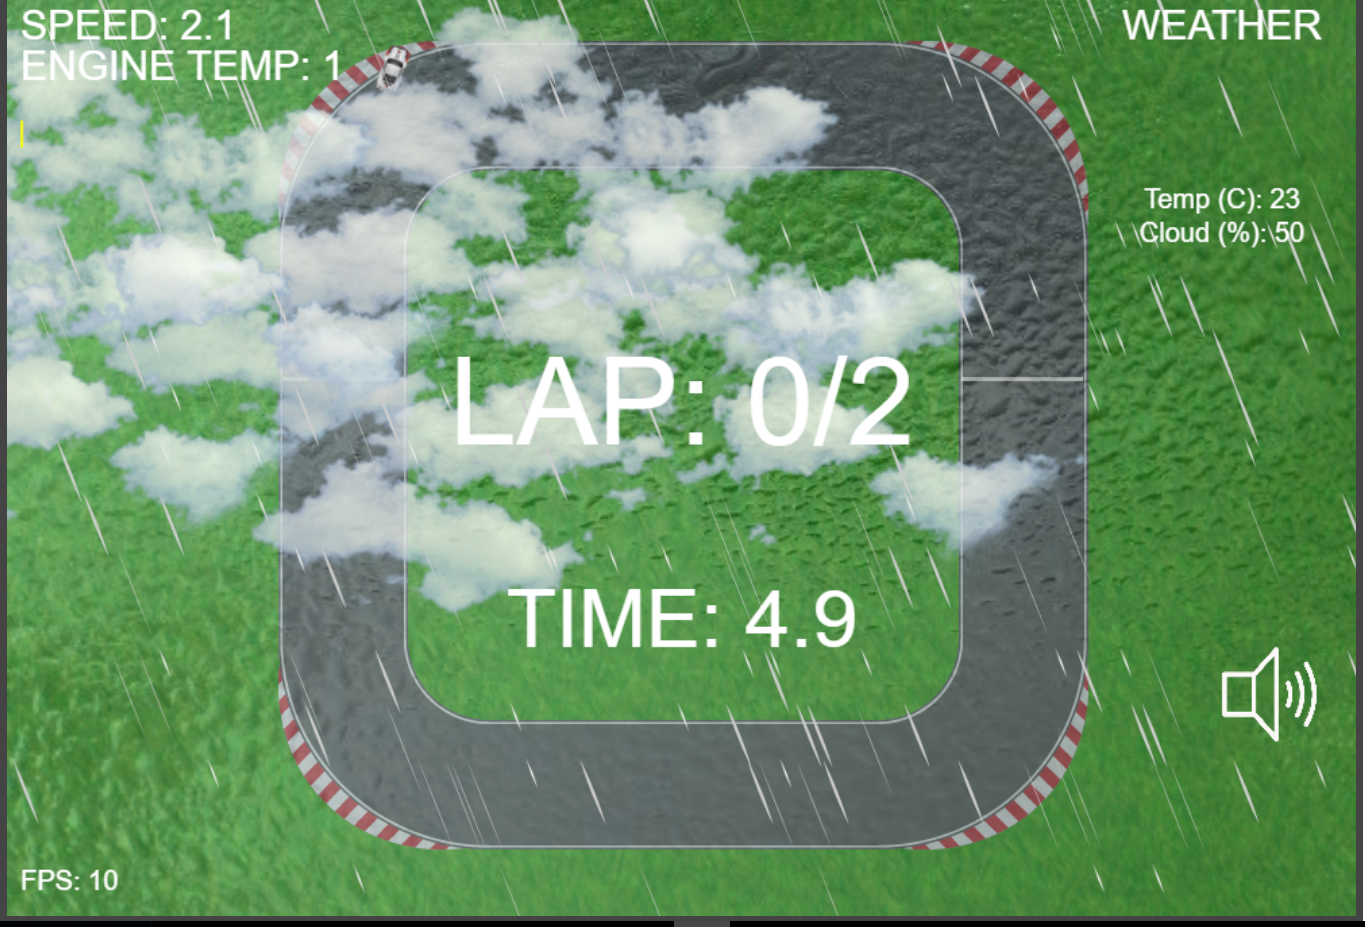 SPEED: 2.1
ENGINE TEMP: 1
WEATHER
Temp (C): 23
Cloud (%): 50
LAP: 0/2
TIME: 4.9
FPS: 10